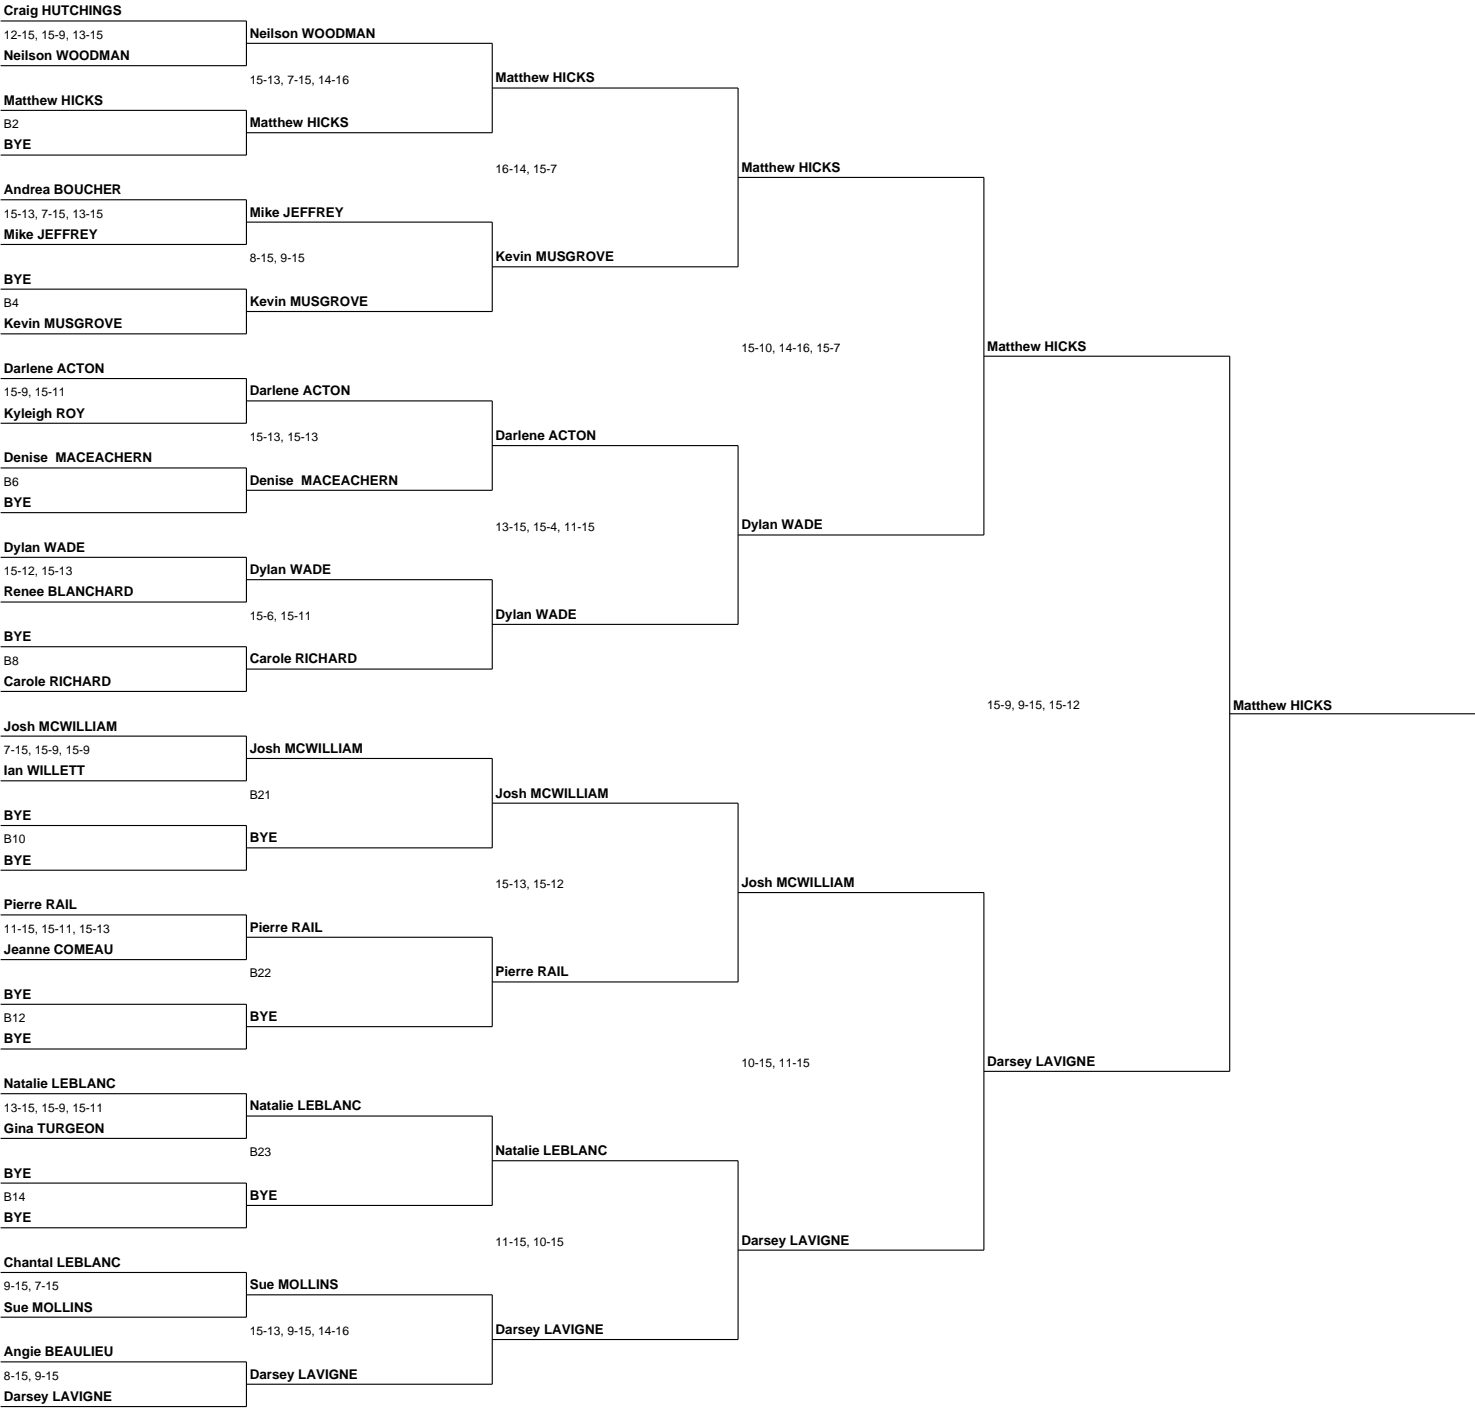 Craig HUTCHINGS
12-15, 15-9, 13-15
Neilson WOODMAN
Matthew HICKS
B2
BYE
Andrea BOUCHER
15-13, 7-15, 13-15
Mike JEFFREY
BYE
B4
Kevin MUSGROVE
Darlene ACTON
15-9, 15-11
Kyleigh ROY
Denise  MACEACHERN
B6
BYE
Dylan WADE
15-12, 15-13
Renee BLANCHARD
BYE
B8
Carole RICHARD
Josh MCWILLIAM
7-15, 15-9, 15-9
Ian WILLETT
BYE
B10
BYE
Pierre RAIL
11-15, 15-11, 15-13
Jeanne COMEAU
BYE
B12
BYE
Natalie LEBLANC
13-15, 15-9, 15-11
Gina TURGEON
BYE
B14
BYE
Chantal LEBLANC
9-15, 7-15
Sue MOLLINS
Angie BEAULIEU
8-15, 9-15
Darsey LAVIGNE
Neilson WOODMAN
15-13, 7-15, 14-16
Matthew HICKS
Mike JEFFREY
8-15, 9-15
Kevin MUSGROVE
Darlene ACTON
15-13, 15-13
Denise  MACEACHERN
Dylan WADE
15-6, 15-11
Carole RICHARD
Josh MCWILLIAM
B21
BYE
Pierre RAIL
B22
BYE
Natalie LEBLANC
B23
BYE
Sue MOLLINS
15-13, 9-15, 14-16
Darsey LAVIGNE
Matthew HICKS
16-14, 15-7
Kevin MUSGROVE
Darlene ACTON
13-15, 15-4, 11-15
Dylan WADE
Josh MCWILLIAM
15-13, 15-12
Pierre RAIL
Natalie LEBLANC
11-15, 10-15
Darsey LAVIGNE
Matthew HICKS
15-10, 14-16, 15-7
Dylan WADE
Josh MCWILLIAM
10-15, 11-15
Darsey LAVIGNE
Matthew HICKS
15-9, 9-15, 15-12
Darsey LAVIGNE
Matthew HICKS